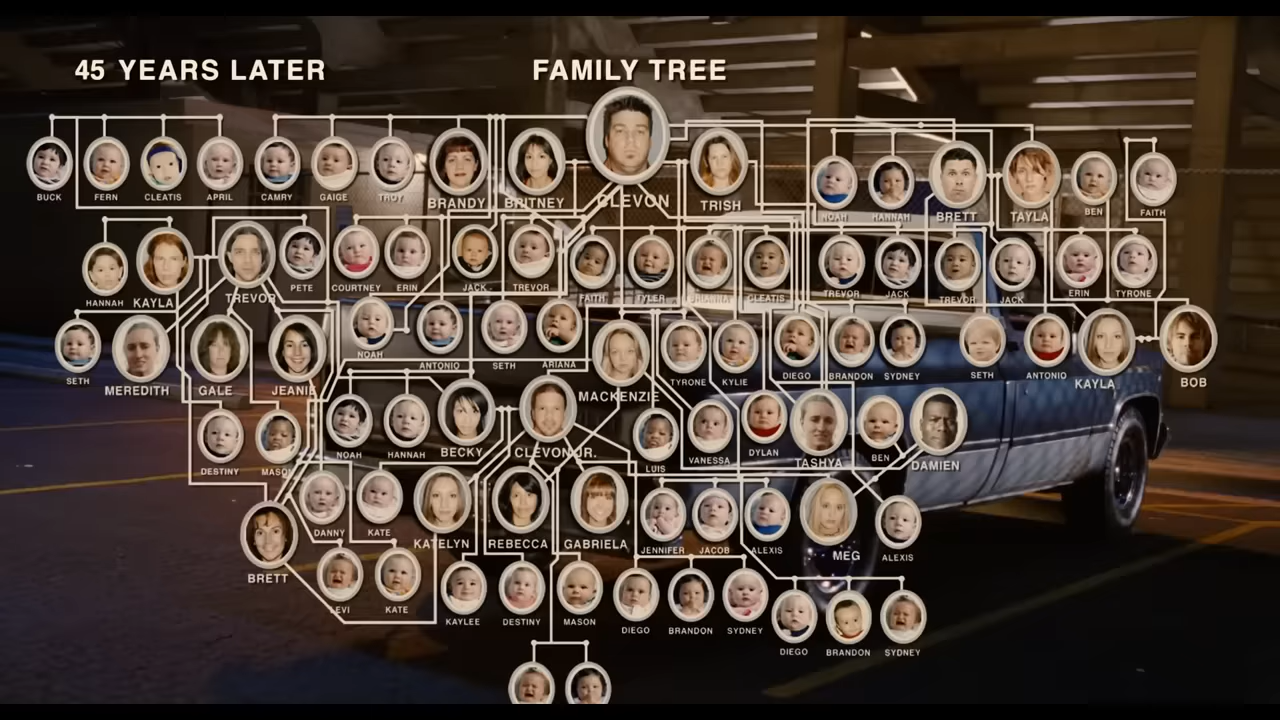 45 YEARS LATER FAMILY TREE
BUCK FERN CLEATIS APRIL CAMRY GAIGE TROY BRANDY BRITNEY CLEVON TRISH NOAH HANNAH BRETT TAYLA BEN FAITH
HANNAH KAYLA TREVOR PETE COURTNEY ERIN JACK TREVOR FAITH TYLER BRIANNA CLEATIS TREVOR JACK TREVOR JACK ERIN TYRONE
SETH MEREDITH GALE JEANIE NOAH ANTONIO SETH ARIANA MACKENZIE TYRONE KYLIE DIEGO BRANDON SYDNEY SETH ANTONIO KAYLA BOB
DESTINY MASON NOAH HANNAH BECKY CLEVON JR. LUIS VANESSA DYLAN TASHYA BEN DAMIEN
BRETT DANNY KATE KATELYN REBECCA GABRIELA JENNIFER JACOB ALEXIS MEG ALEXIS
LEVI KATE KAYLEE DESTINY MASON DIEGO BRANDON SYDNEY DIEGO BRANDON SYDNEY